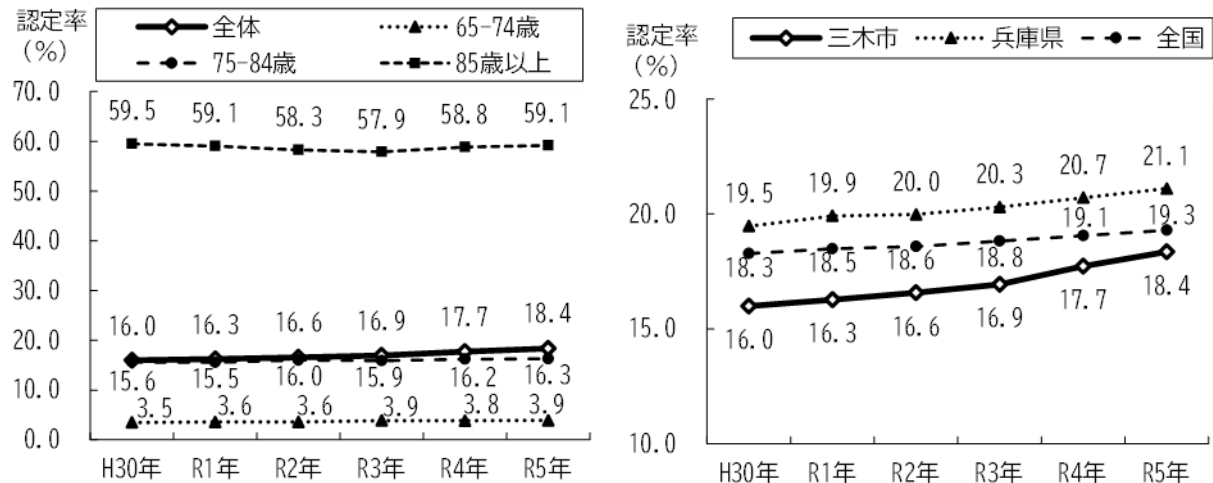 認定率
(%)
全体
65-74歳
75-84歳
85歳以上
70.0
60.0
50.0
40.0
30.0
20.0
10.0
0.0
59.5 59.1 58.3 57.9 58.8 59.1
16.0 16.3 16.6 16.9 17.7 18.4
15.6 15.5 16.0 15.9 16.2 16.3
3.5 3.6 3.6 3.9 3.8 3.9
H30年 R1年 R2年 R3年 R4年 R5年
認定率
(%)
三木市 兵庫県 全国
25.0
20.0
15.0
10.0
19.5 19.9 20.0 20.3 20.7 21.1
18.3 18.5 18.6 18.8 19.1 19.3
16.0 16.3 16.6 16.9 17.7 18.4
H30年 R1年 R2年 R3年 R4年 R5年